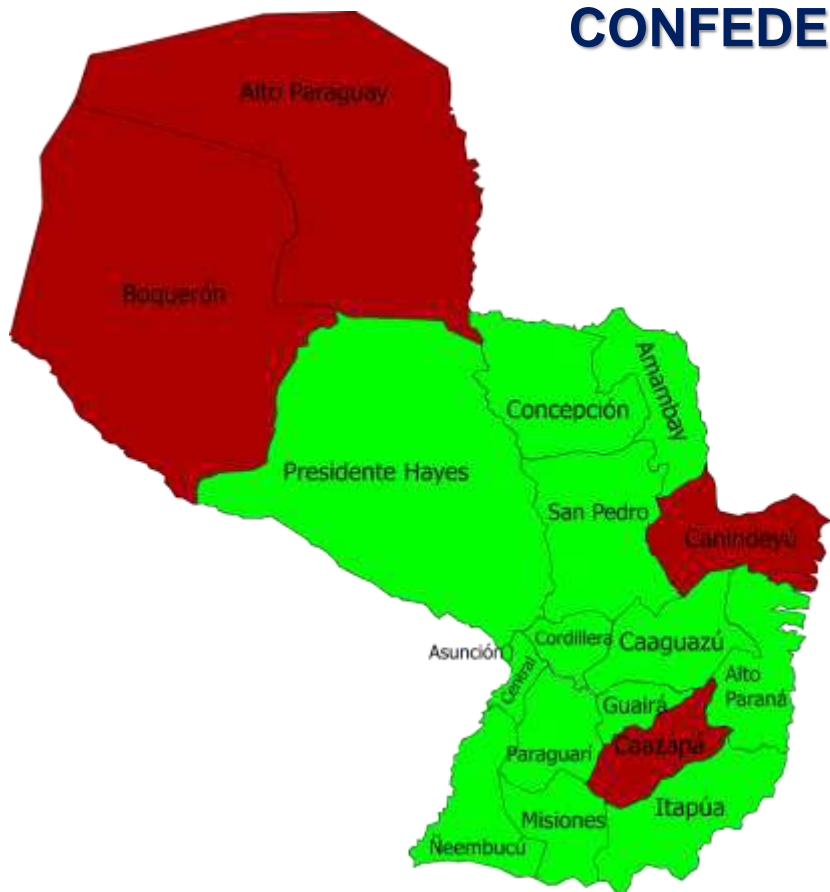 CONFEDE
Alto Paraguay
Boquerón
Amambay
Concepción
Presidente Hayes
San Pedro
Canindeyú
Cordillera
Caaguazú
Asunción
Central
Alto
Paraná
Guairá
Caazapá
Paraguarí
Itapúa
Misiones
Ñeembucú